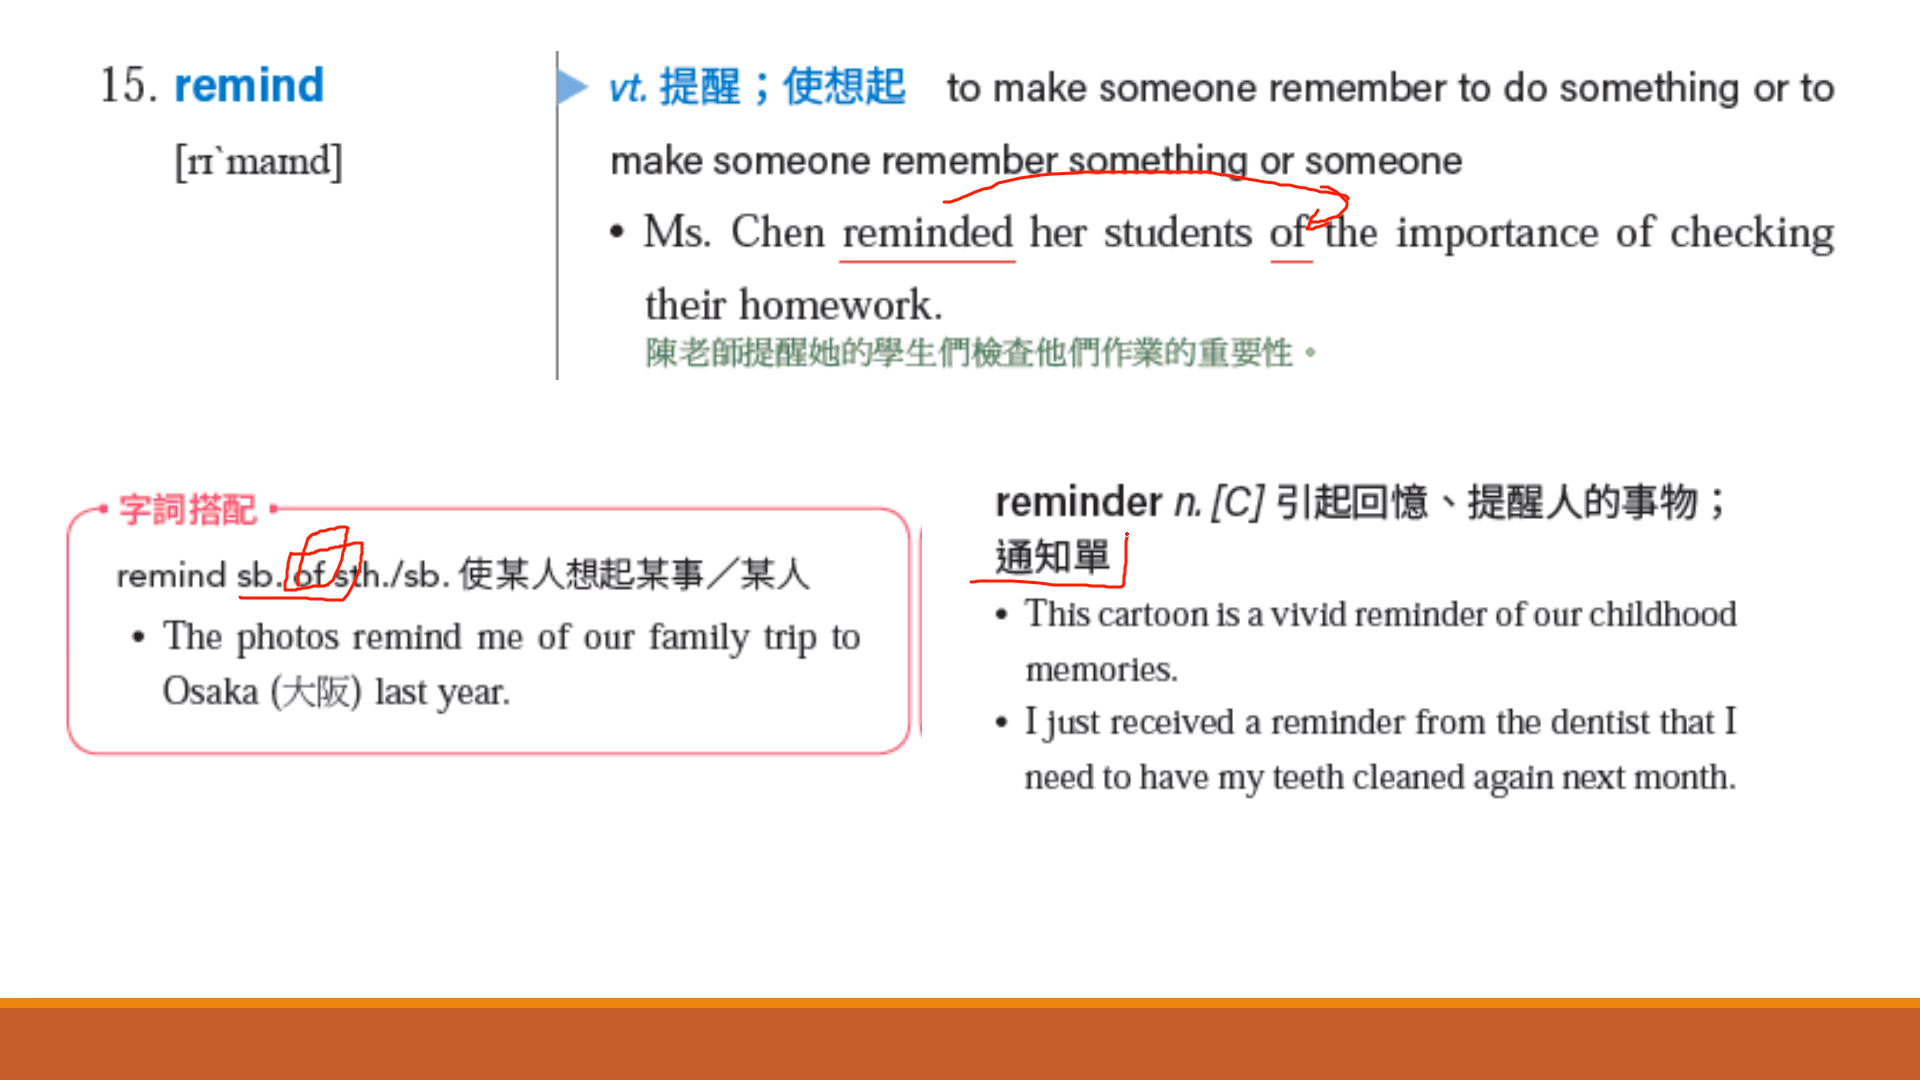 15. remind
[rɪˋmaɪnd]
vt. 提醒；使想起 to make someone remember to do something or to
make someone remember something or someone
• Ms. Chen reminded her students of the importance of checking
their homework.
陳老師提醒她的學生們檢查他們作業的重要性。
字詞搭配
remind sb. of sth./sb. 使某人想起某事／某人
• The photos remind me of our family trip to
Osaka (大阪) last year.
reminder n. [C] 引起回憶、提醒人的事物；
通知單
• This cartoon is a vivid reminder of our childhood
memories.
• I just received a reminder from the dentist that I
need to have my teeth cleaned again next month.